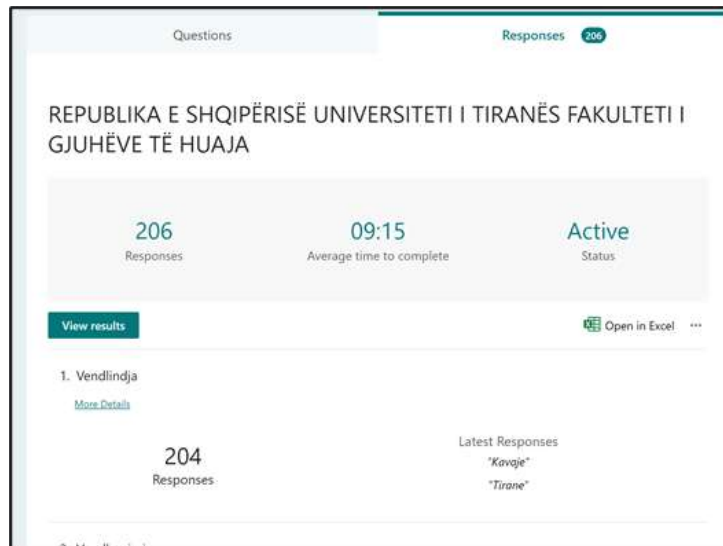 Questions
Responses 206
REPUBLIKA E SHQIPËRISË UNIVERSITETI I TIRANËS FAKULTETI I
GJUHËVE TË HUAJA
206
Responses
09:15
Average time to complete
Active
Status
View results
Open in Excel ...
1. Vendlindja
More Details
204
Responses
Latest Responses
"Kavaje"
"Tirane"